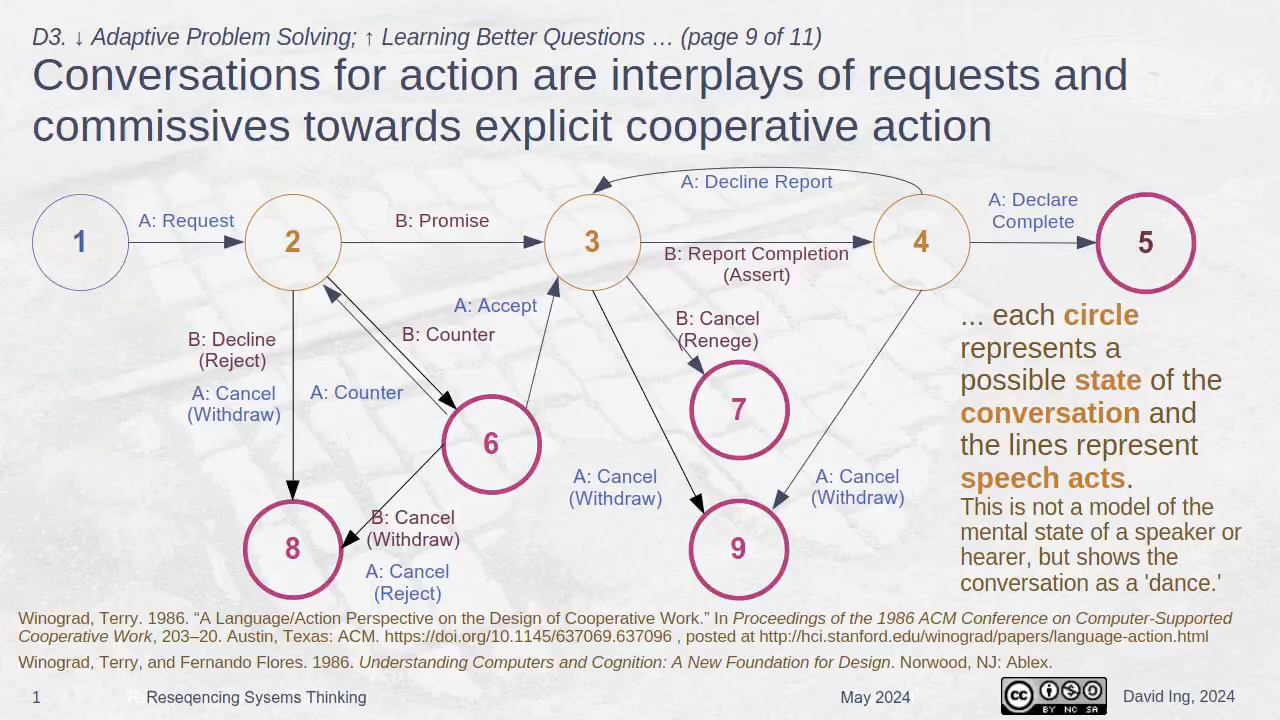 D3. ↓ Adaptive Problem Solving; ↑ Learning Better Questions … (page 9 of 11)
Conversations for action are interplays of requests and
commissives towards explicit cooperative action
A: Decline Report
A: Declare
Complete
A: Request
B: Promise
1
2
3
4
5
B: Report Completion
(Assert)
A: Accept
B: Counter
B: Decline
(Reject)
A: Cancel
(Withdraw)
A: Counter
B: Cancel
(Renege)
6
7
A: Cancel
(Withdraw)
A: Cancel
(Withdraw)
8
B: Cancel
(Withdraw)
A: Cancel
(Reject)
9
... each circle
represents a
possible state of the
conversation and
the lines represent
speech acts.
This is not a model of the
mental state of a speaker or
hearer, but shows the
conversation as a 'dance.'
Winograd, Terry. 1986. “A Language/Action Perspective on the Design of Cooperative Work.” In Proceedings of the 1986 ACM Conference on Computer-Supported
Cooperative Work, 203–20. Austin, Texas: ACM. https://doi.org/10.1145/637069.637096 , posted at http://hci.stanford.edu/winograd/papers/language-action.html
Winograd, Terry, and Fernando Flores. 1986. Understanding Computers and Cognition: A New Foundation for Design. Norwood, NJ: Ablex.
1
Reseqencing Sysems Thinking
May 2024
cc BY NC SA
David Ing, 2024